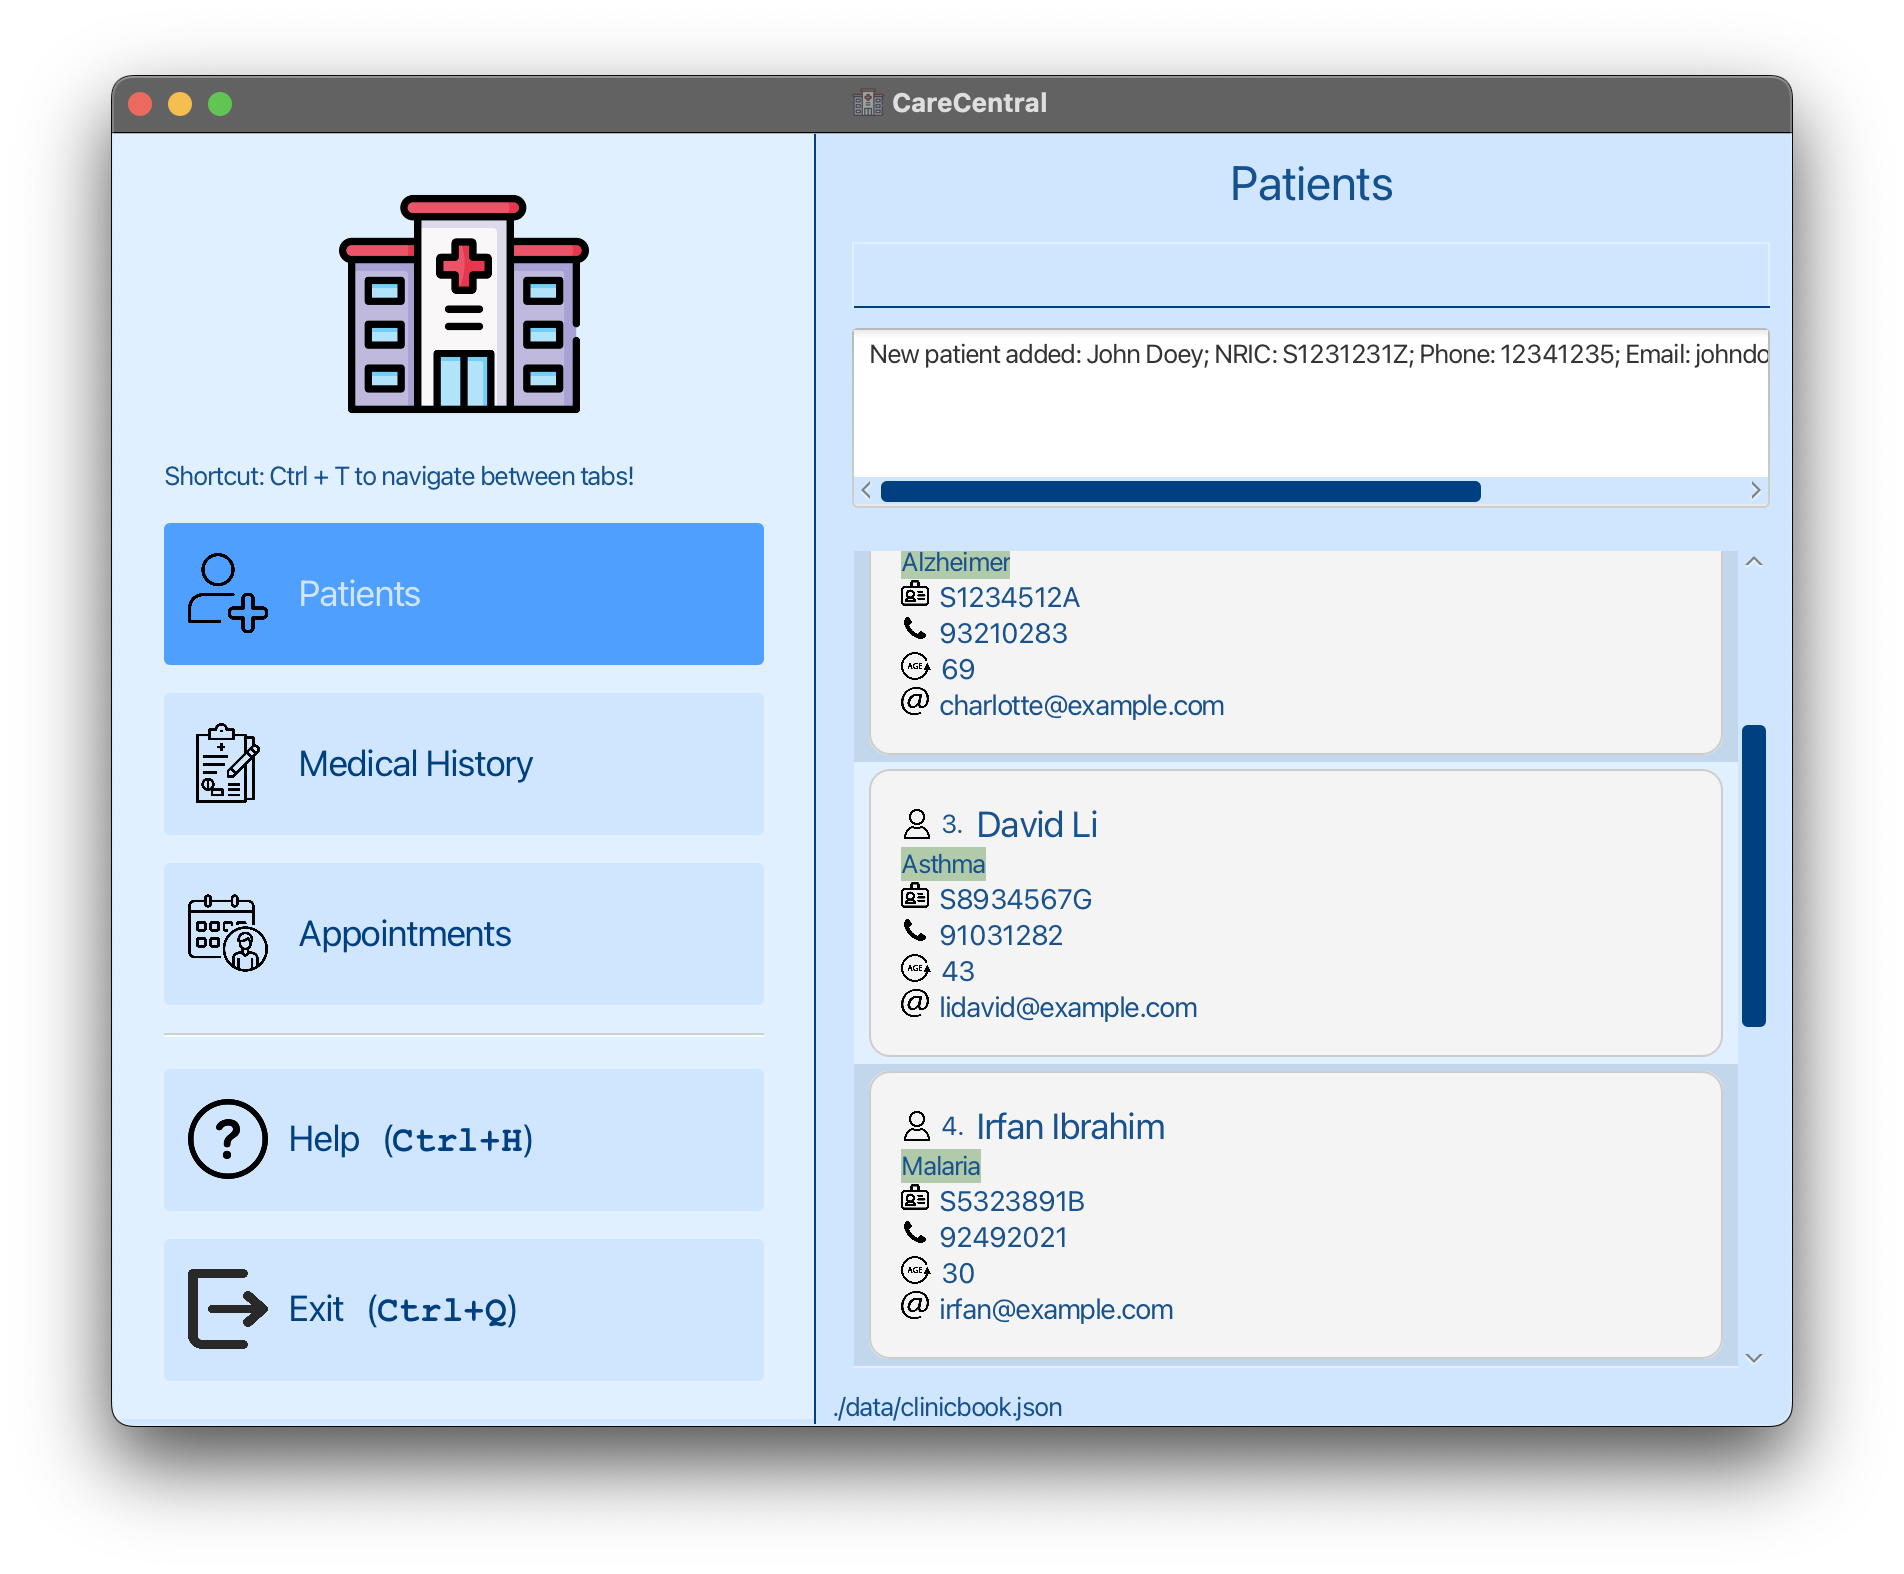 CareCentral
Shortcut: Ctrl + T to navigate between tabs!
Patients
Medical History
Appointments
Help (Ctrl+H)
Exit (Ctrl+Q)
Patients
New patient added: John Doey; NRIC: S1231231Z; Phone: 12341235; Email: johndo
Alzheimer
S1234512A
93210283
AGE 69
@ charlotte@example.com
3. David Li
Asthma
S8934567G
91031282
AGE 43
@ lidavid@example.com
4. Irfan Ibrahim
Malaria
S5323891B
92492021
AGE 30
@ irfan@example.com
./data/clinicbook.json